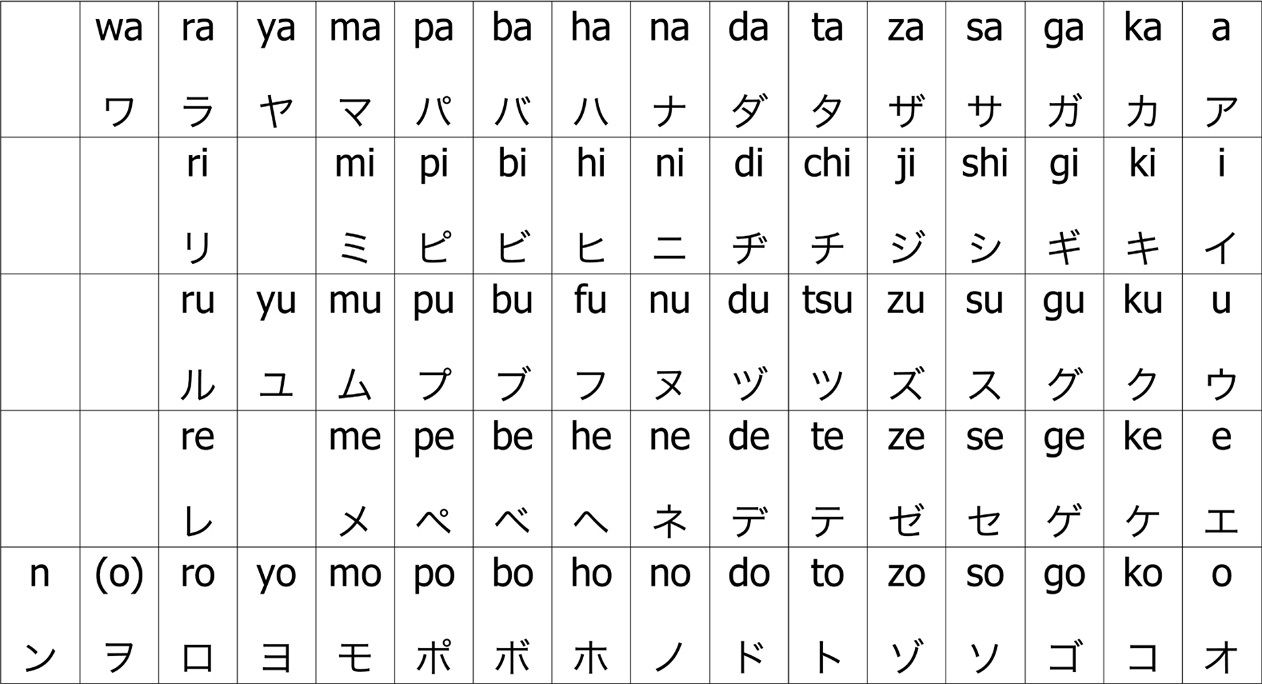 wa ra ya ma pa ba ha na da ta za sa ga ka a
ワ ラ ヤ マ パ バ ハ ナ ダ タ ザ サ ガ カ ア
ri mi pi bi hi ni di chi ji shi gi ki i
リ ミ ピ ビ ヒ ニ ヂ チ ジ シ ギ キ イ
ru yu mu pu bu fu nu du tsu zu su gu ku u
ル ユ ム プ ブ フ ヌ ヅ ツ ズ ス グ ク ウ
re me pe be he ne de te ze se ge ke e
レ メ ペ ベ ヘ ネ デ テ ゼ セ ゲ ケ エ
n (o) ro yo mo po bo ho no do to zo so go ko o
ン ヲ ロ ヨ モ ポ ボ ホ ノ ド ト ゾ ソ ゴ コ オ